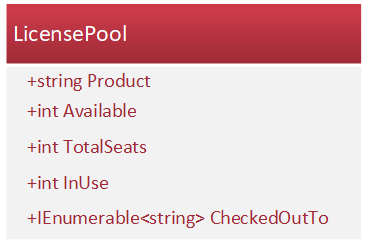 LicensePool
+string Product
+int Available
+int TotalSeats
+int InUse
+IEnumerable<string> CheckedOutTo